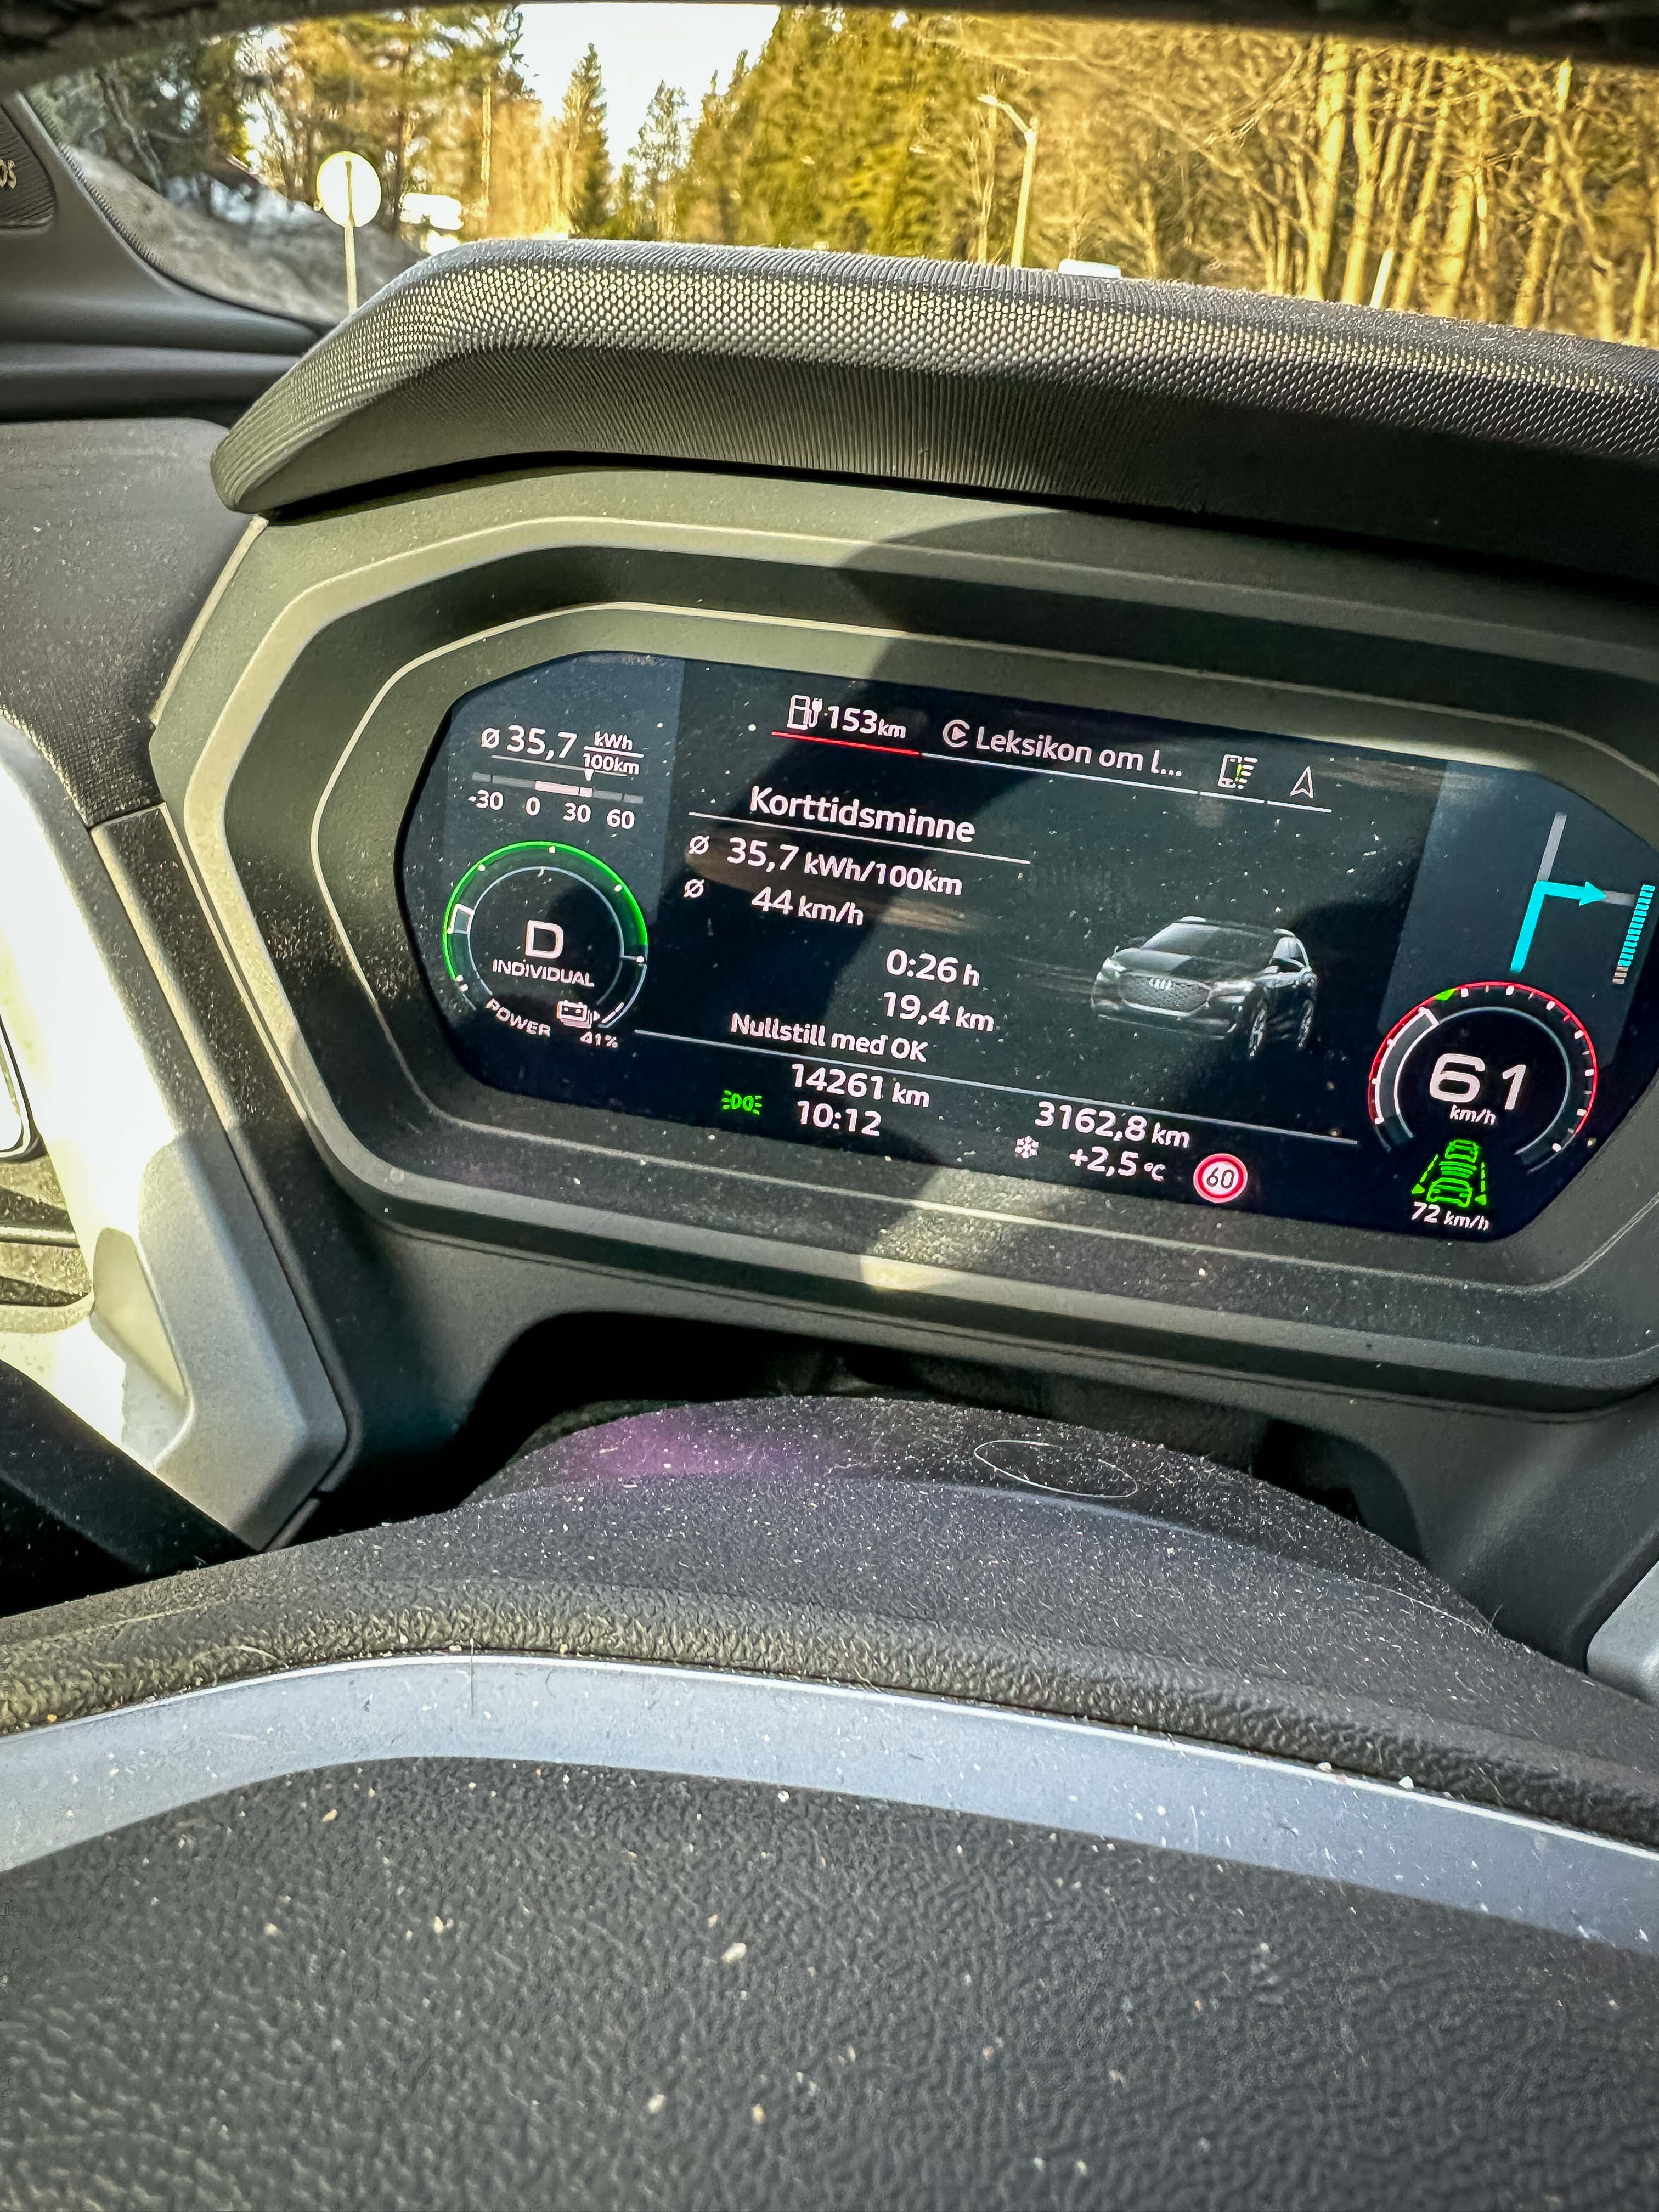 ø 35,7 kWh
100km
-30 0 30 60
D
INDIVIDUAL
POWER
41%
153km
Leksikon om l...
Korttidsminne
ø 35,7 kWh/100km
ø 44 km/h
0:26 h
19,4 km
Nullstill med OK
14261 km
10:12
3162,8 km
+2,5 °C
60
61
km/h
72 km/h